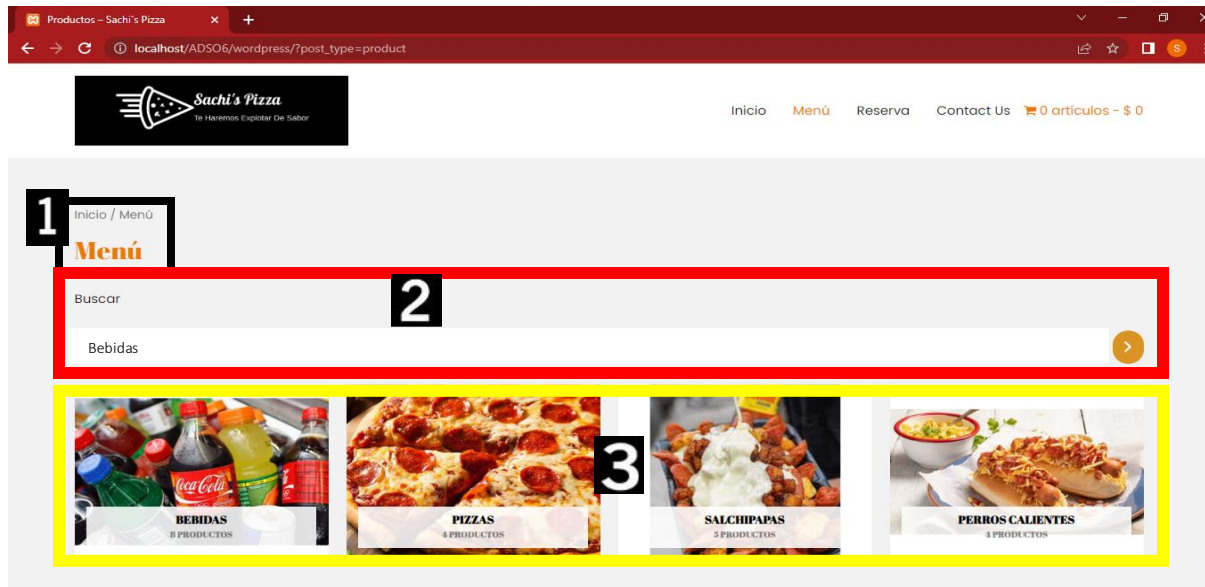 Productos – Sachi's Pizza
localhost/ADSO6/wordpress/?post_type=product
S
Sachi's Pizza
Te Haremos Explotar De Sabor
Inicio Menú Reserva Contact Us 0 artículos - $ 0
1
Inicio / Menú
Menú
2
Buscar
Bebidas
3
Coca-Cola
BEBIDAS
8 PRODUCTOS
PIZZAS
4 PRODUCTOS
SALCHIPAPAS
5 PRODUCTOS
PERROS CALIENTES
4 PRODUCTOS